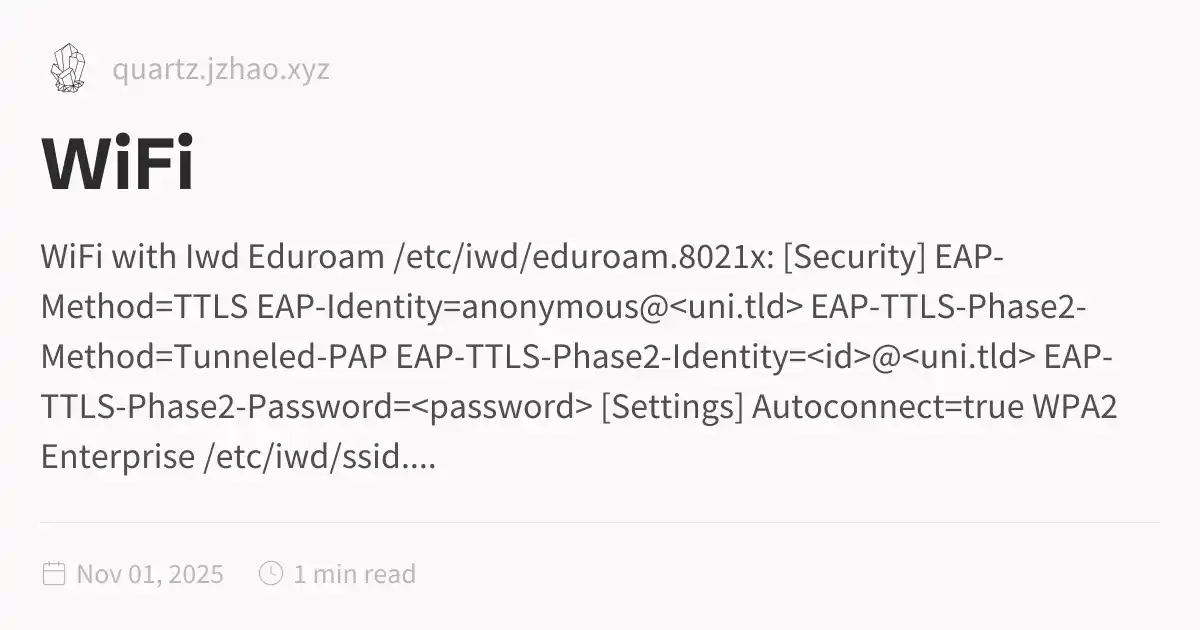 quartz.jzhao.xyz
WiFi
WiFi with Iwd Eduroam /etc/iwd/eduroam.8021x: [Security] EAP-
Method=TTLS EAP-Identity=anonymous@<uni.tld> EAP-TTLS-Phase2-
Method=Tunneled-PAP EAP-TTLS-Phase2-Identity=<id>@<uni.tld> EAP-
TTLS-Phase2-Password=<password> [Settings] Autoconnect=true WPA2
Enterprise /etc/iwd/ssid....
Nov 01, 2025 1 min read